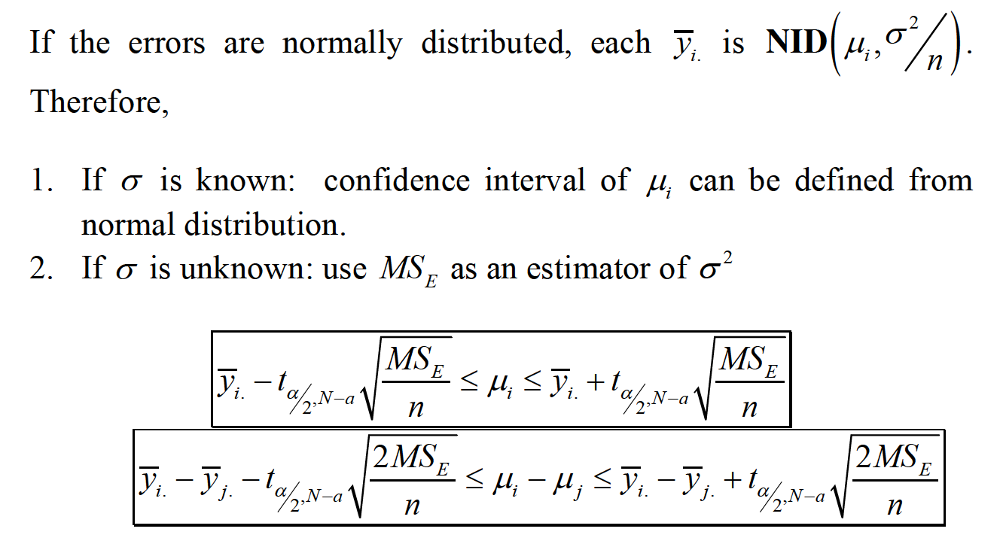 If the errors are normally distributed, each $\overline{y}_{i.}$ is **NID**$\left(\mu_i, \sigma^2/n\right)$.
Therefore,
1. If $\sigma$ is known: confidence interval of $\mu_i$ can be defined from
normal distribution.
2. If $\sigma$ is unknown: use $MS_E$ as an estimator of $\sigma^2$
$\overline{y}_{i.} - t_{\alpha/2, N-a}\sqrt{\frac{MS_E}{n}} \leq \mu_i \leq \overline{y}_{i.} + t_{\alpha/2, N-a}\sqrt{\frac{MS_E}{n}}$
$\overline{y}_{i.} - \overline{y}_{j.} - t_{\alpha/2, N-a}\sqrt{\frac{2MS_E}{n}} \leq \mu_i - \mu_j \leq \overline{y}_{i.} - \overline{y}_{j.} + t_{\alpha/2, N-a}\sqrt{\frac{2MS_E}{n}}$